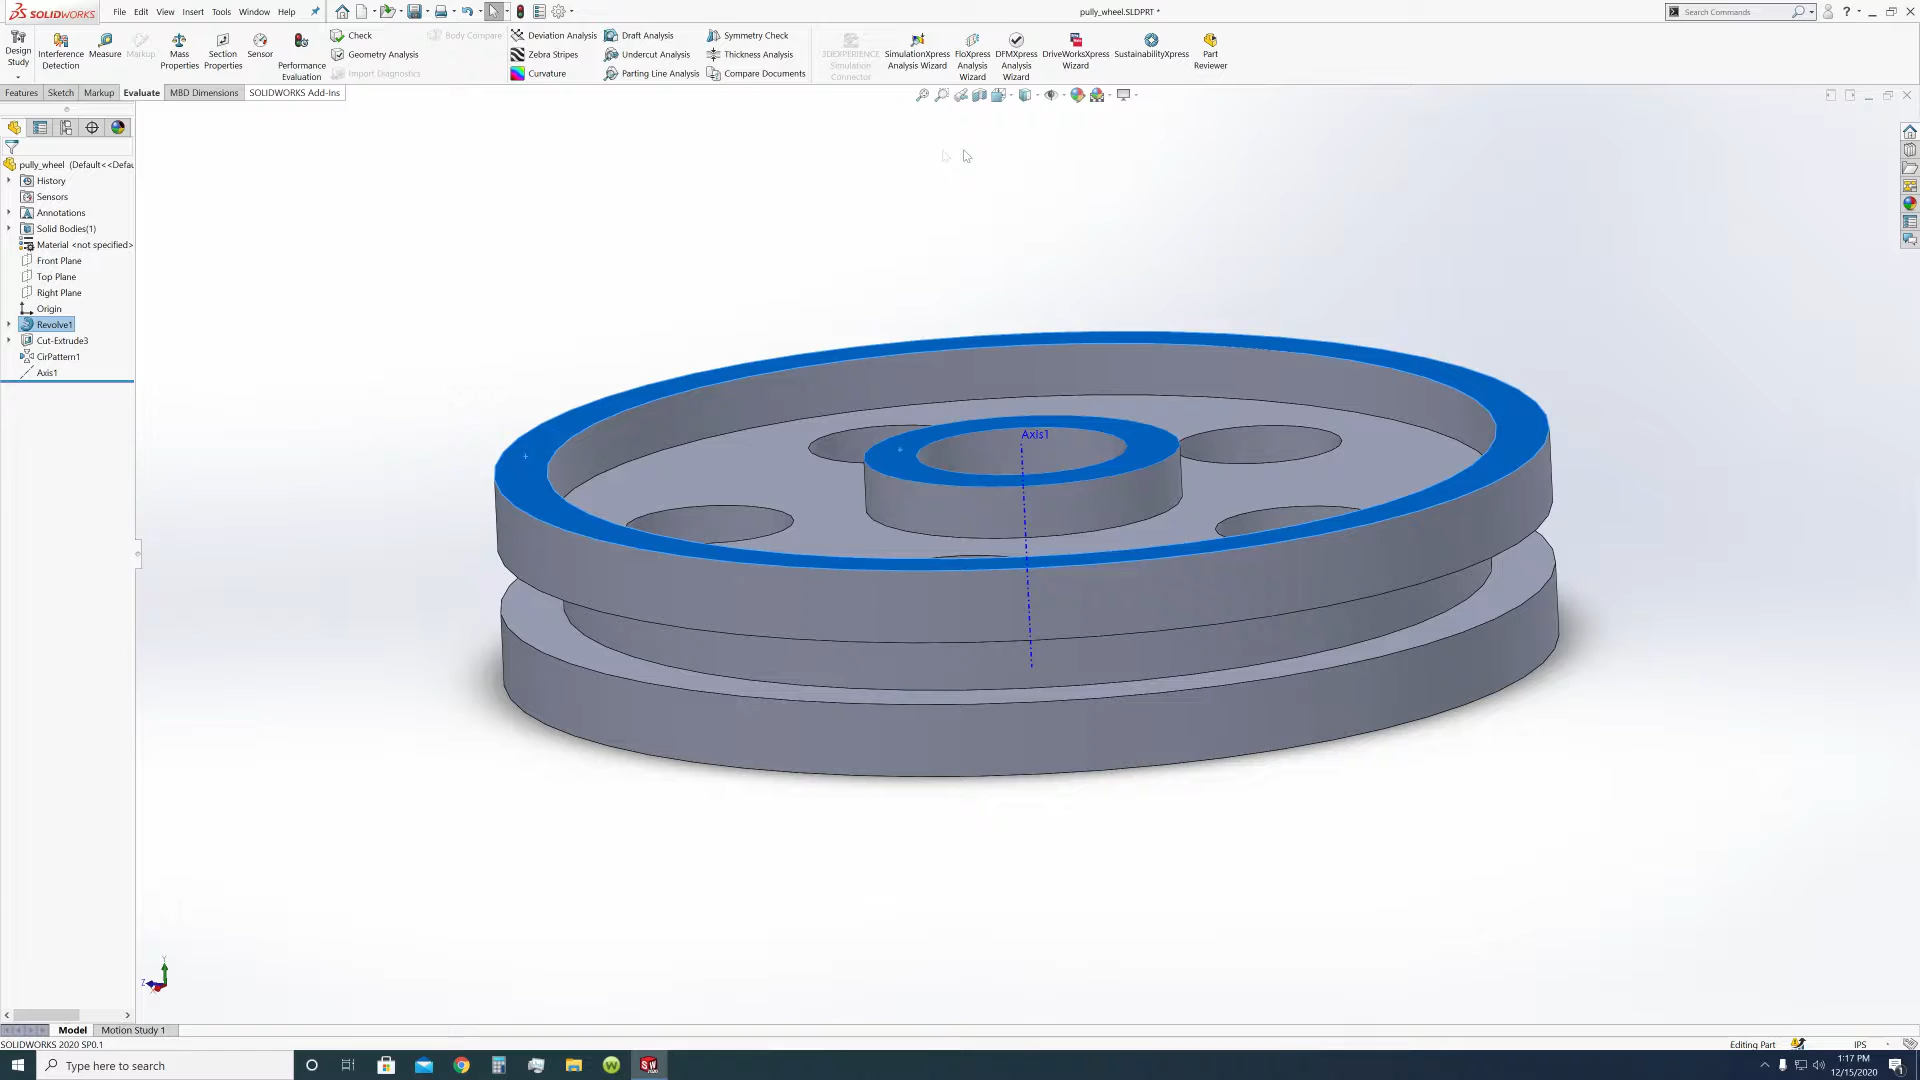 SOLIDWORKS
File Edit View Insert Tools Window Help
pully_wheel.SLDPRT *
Search Commands
Design Study
Interference Detection
Measure
Markup
Mass Properties
Section Properties
Sensor
Performance Evaluation
Check
Geometry Analysis
Import Diagnostics
Body Compare
Deviation Analysis
Zebra Stripes
Curvature
Draft Analysis
Undercut Analysis
Parting Line Analysis
Symmetry Check
Thickness Analysis
Compare Documents
3DEXPERIENCE Simulation Connector
SimulationXpress Analysis Wizard
FloXpress Analysis Wizard
DFMXpress Analysis Wizard
DriveWorksXpress Wizard
SustainabilityXpress
Part Reviewer
Features Sketch Markup Evaluate MBD Dimensions SOLIDWORKS Add-Ins
pully_wheel (Default<<Defau
History
Sensors
Annotations
Solid Bodies(1)
Material <not specified>
Front Plane
Top Plane
Right Plane
Origin
Revolve1
Cut-Extrude3
CirPattern1
Axis1
Axis1
Y
Z
X
Model Motion Study 1
SOLIDWORKS 2020 SP0.1
Editing Part
IPS
Type here to search
1:17 PM
12/15/2020